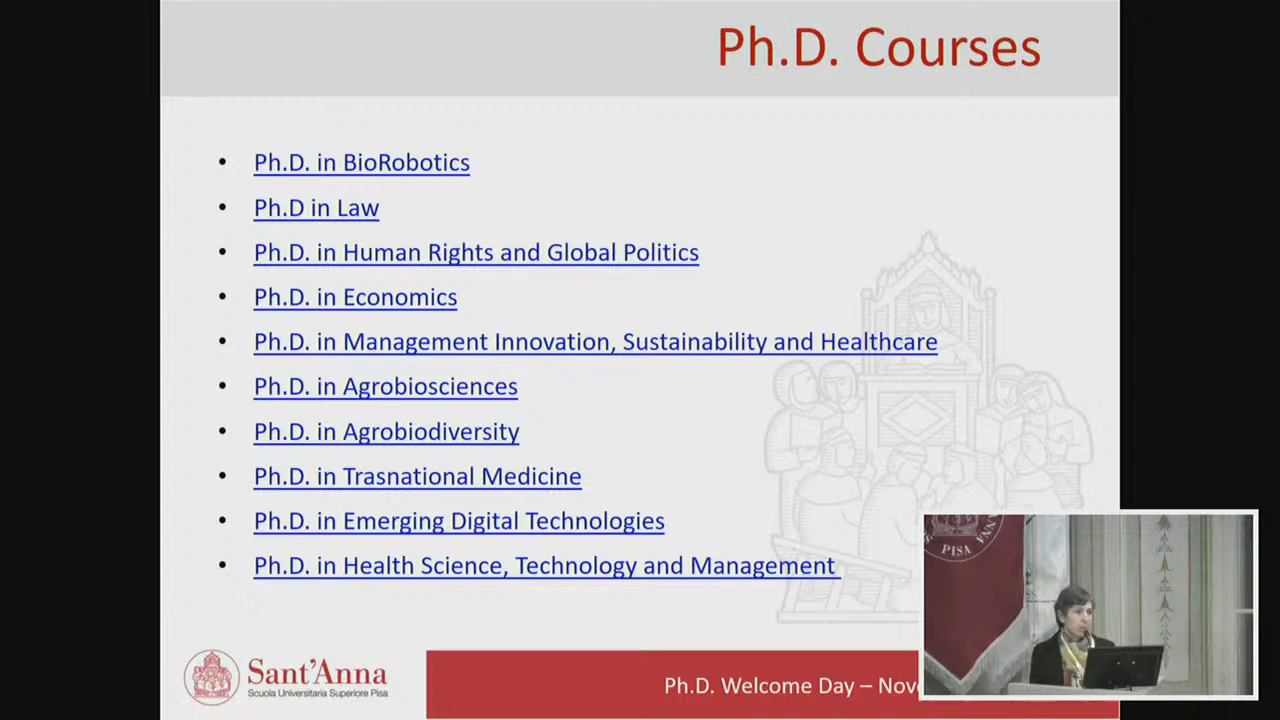 Ph.D. Courses
• Ph.D. in BioRobotics
• Ph.D in Law
• Ph.D. in Human Rights and Global Politics
• Ph.D. in Economics
• Ph.D. in Management Innovation, Sustainability and Healthcare
• Ph.D. in Agrobiosciences
• Ph.D. in Agrobiodiversity
• Ph.D. in Trasnational Medicine
• Ph.D. in Emerging Digital Technologies
• Ph.D. in Health Science, Technology and Management
PISA
Sant'Anna
Scuola Universitaria Superiore Pisa
Ph.D. Welcome Day –